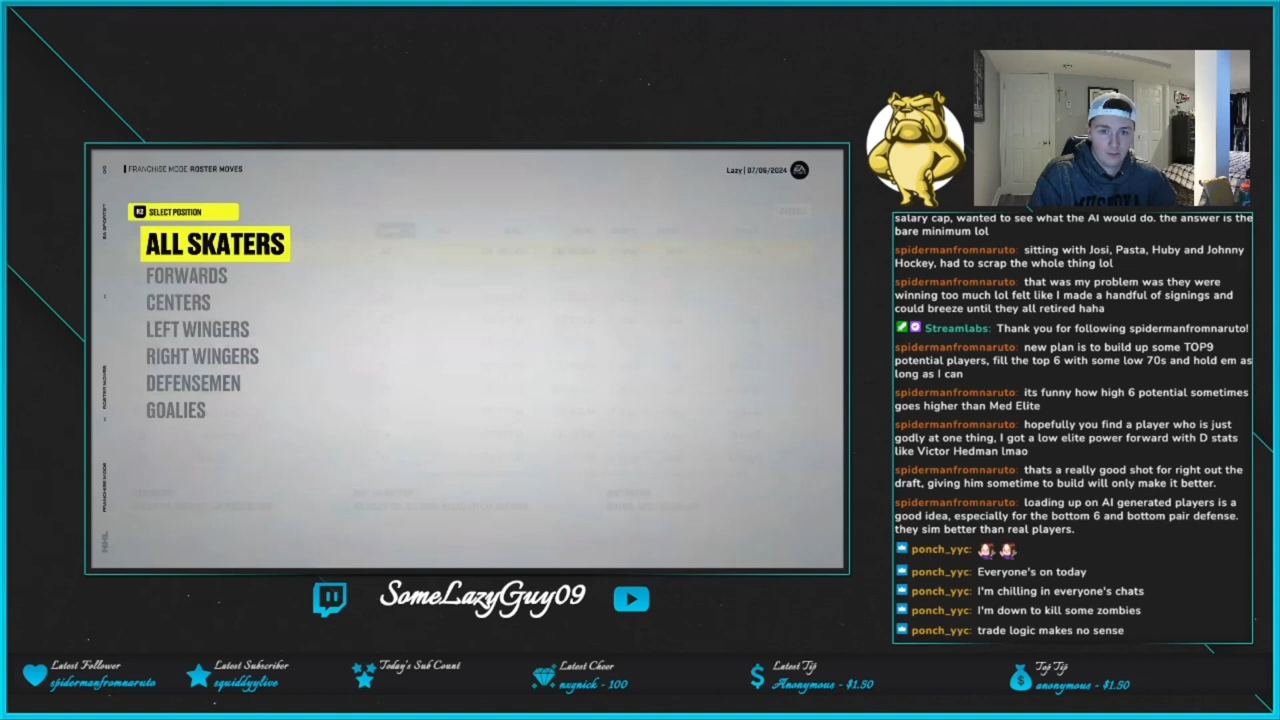 FRANCHISE MODE ROSTER MOVES
Lazy | 07/06/2024
R2 SELECT POSITION
ALL SKATERS
FORWARDS
CENTERS
LEFT WINGERS
RIGHT WINGERS
DEFENSEMEN
GOALIES
ROSTER MOVES
FRANCHISE MODE
NHL
salary cap, wanted to see what the AI would do. the answer is the
bare minimum lol
spidermanfromnaruto: sitting with Josi, Pasta, Huby and Johnny
Hockey, had to scrap the whole thing lol
spidermanfromnaruto: that was my problem was they were
winning too much lol felt like I made a handful of signings and
could breeze until they all retired haha
Streamlabs: Thank you for following spidermanfromnaruto!
spidermanfromnaruto: new plan is to build up some TOP9
potential players, fill the top 6 with some low 70s and hold em as
long as I can
spidermanfromnaruto: its funny how high 6 potential sometimes
goes higher than Med Elite
spidermanfromnaruto: hopefully you find a player who is just
godly at one thing, I got a low elite power forward with D stats
like Victor Hedman lmao
spidermanfromnaruto: thats a really good shot for right out the
draft, giving him sometime to build will only make it better.
spidermanfromnaruto: loading up on AI generated players is a
good idea, especially for the bottom 6 and bottom pair defense.
they sim better than real players.
ponch_yyc:
ponch_yyc: Everyone's on today
ponch_yyc: I'm chilling in everyone's chats
ponch_yyc: I'm down to kill some zombies
ponch_yyc: trade logic makes no sense
SomeLazyGuy09
Latest Follower
spidermanfromnaruto
Latest Subscriber
squiddyylive
Today's Sub Count
Latest Cheer
nxgnick - 100
Latest Tip
Anonymous - $1.50
Top Tip
anonymous - $1.50